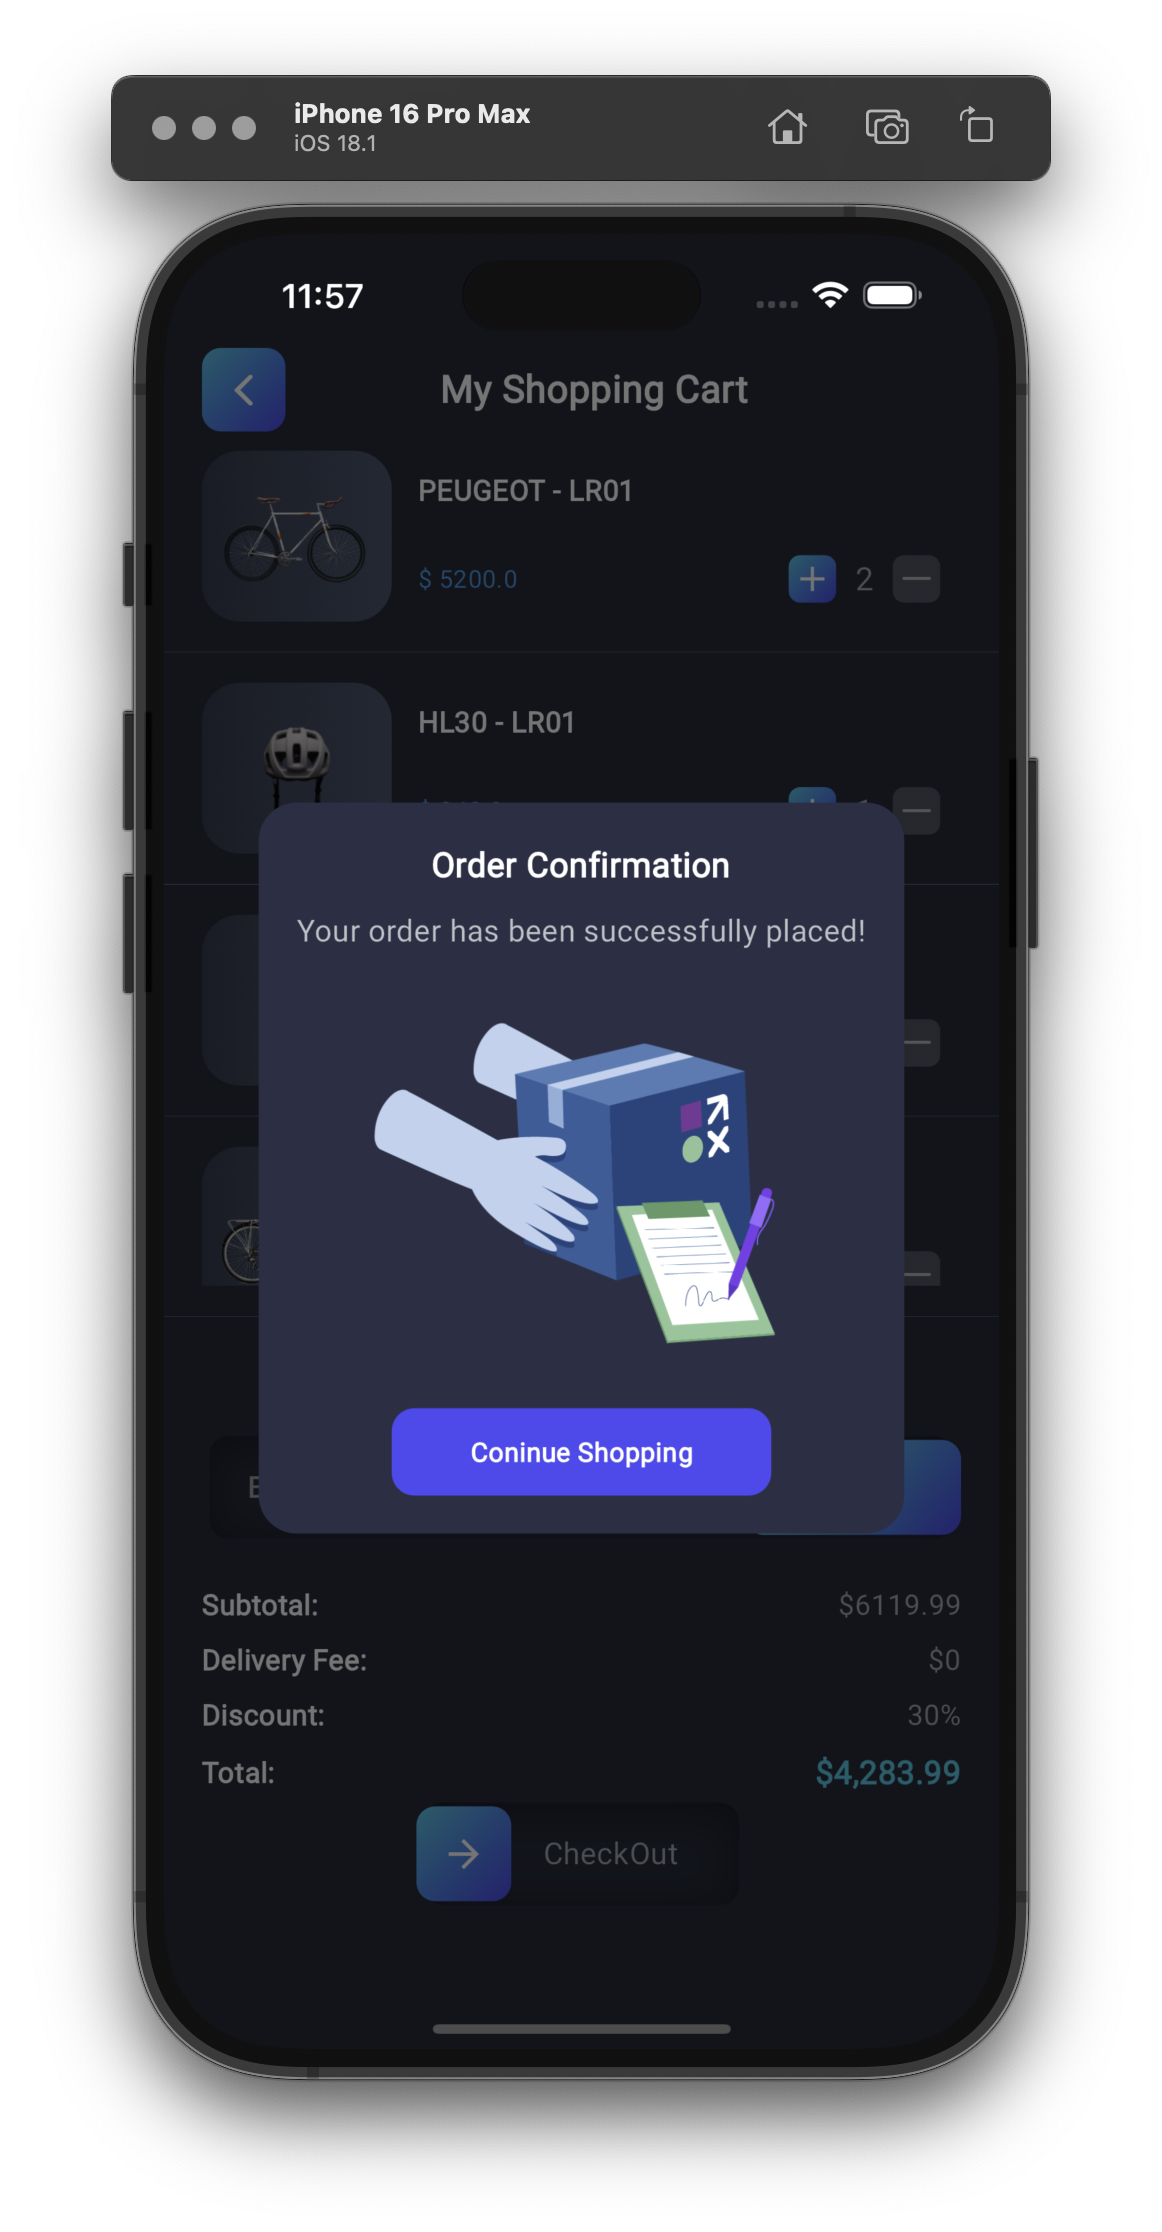 iPhone 16 Pro Max
iOS 18.1
11:57
My Shopping Cart
PEUGEOT - LR01
$ 5200.0
2
HL30 - LR01
Order Confirmation
Your order has been successfully placed!
Coninue Shopping
Subtotal:
$6119.99
Delivery Fee:
$0
Discount:
30%
Total:
$4,283.99
CheckOut